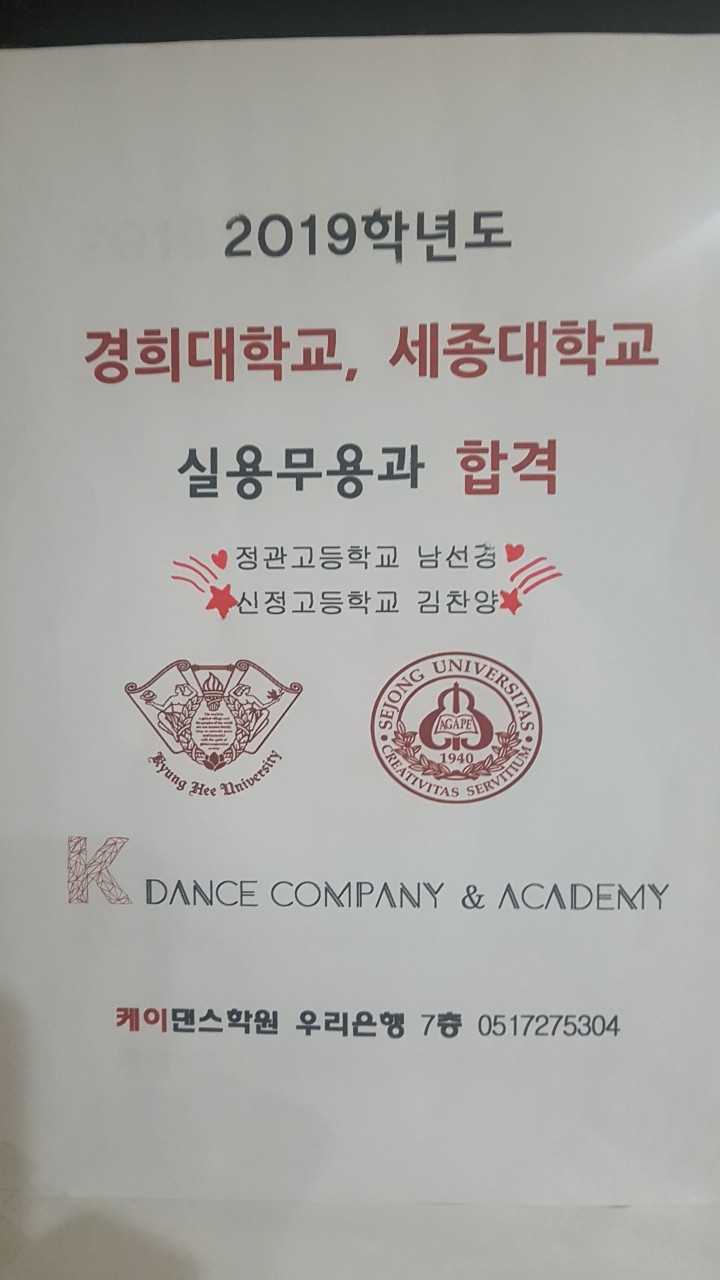 2019학년도
경희대학교, 세종대학교
실용무용과 합격
정관고등학교 남선경
신정고등학교 김찬양
Kyung Hee University
SEJONG UNIVERSITAS
AGAPE
1940
CREATIVITAS SERVITIUM
K DANCE COMPANY & ACADEMY
케이댄스학원 우리은행 7층 0517275304